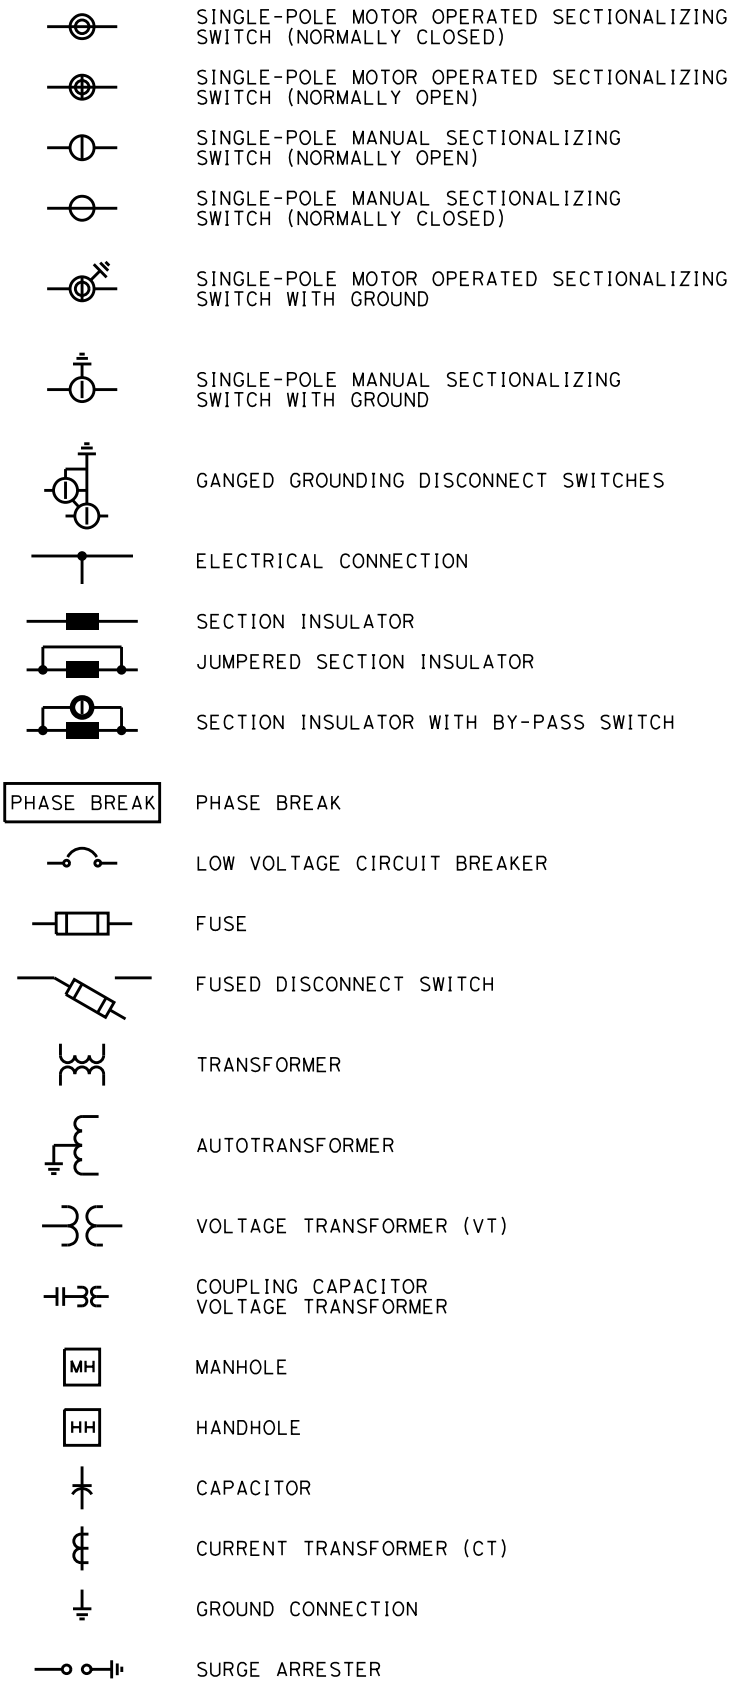 SINGLE-POLE MOTOR OPERATED SECTIONALIZING
SWITCH (NORMALLY CLOSED)
SINGLE-POLE MOTOR OPERATED SECTIONALIZING
SWITCH (NORMALLY OPEN)
SINGLE-POLE MANUAL SECTIONALIZING
SWITCH (NORMALLY OPEN)
SINGLE-POLE MANUAL SECTIONALIZING
SWITCH (NORMALLY CLOSED)
SINGLE-POLE MOTOR OPERATED SECTIONALIZING
SWITCH WITH GROUND
SINGLE-POLE MANUAL SECTIONALIZING
SWITCH WITH GROUND
GANGED GROUNDING DISCONNECT SWITCHES
ELECTRICAL CONNECTION
SECTION INSULATOR
JUMPERED SECTION INSULATOR
SECTION INSULATOR WITH BY-PASS SWITCH
PHASE BREAK PHASE BREAK
LOW VOLTAGE CIRCUIT BREAKER
FUSE
FUSED DISCONNECT SWITCH
TRANSFORMER
AUTOTRANSFORMER
VOLTAGE TRANSFORMER (VT)
COUPLING CAPACITOR
VOLTAGE TRANSFORMER
MH MANHOLE
HH HANDHOLE
CAPACITOR
CURRENT TRANSFORMER (CT)
GROUND CONNECTION
SURGE ARRESTER